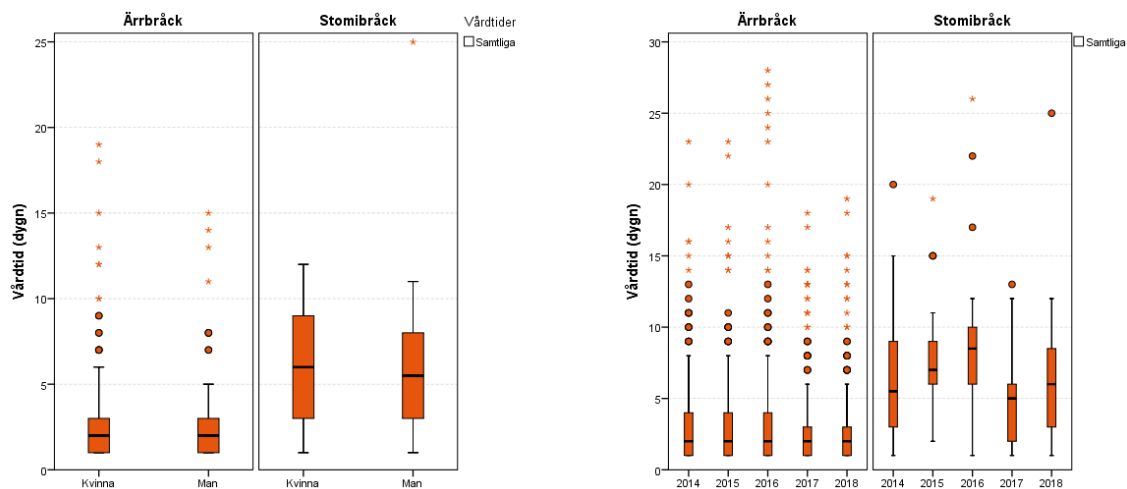 Ärrbråck Stomibråck Vårdtider
Samtliga
25
20
15
10
5
0
Vårdtid (dygn)
Kvinna Man Kvinna Man
Ärrbråck Stomibråck
Samtliga
30
25
20
15
10
5
0
Vårdtid (dygn)
2014 2015 2016 2017 2018 2014 2015 2016 2017 2018